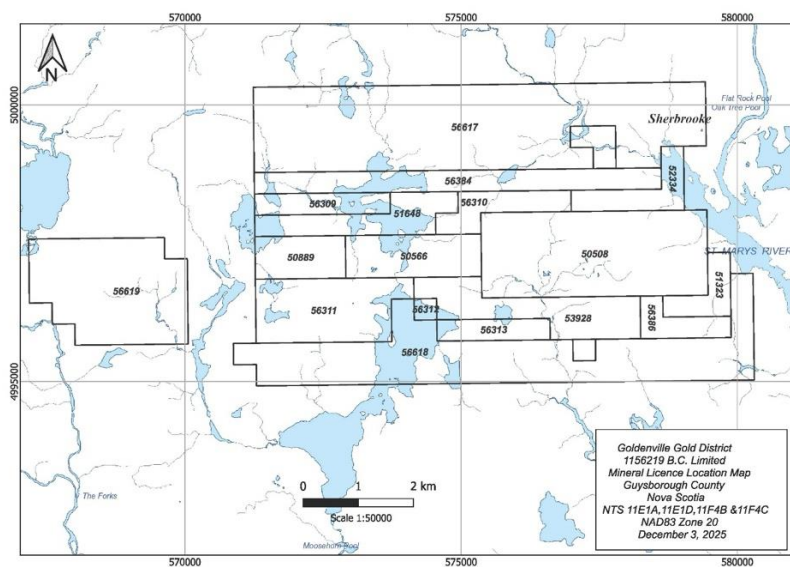 570000
575000
580000
N
5000000
Flat Rock Pool
Oak Tree Pool
Sherbrooke
56617
56384
52334
56309
56310
51648
50889
50566
50508
ST. MARYS RIVER
51323
56619
56311
56312
53928
56386
56313
56618
4995000
The Forks
0 1 2 km
Scale 1:50000
Goldenville Gold District
1156219 B.C. Limited
Mineral Licence Location Map
Guysborough County
Nova Scotia
NTS 11E1A,11E1D,11F4B &11F4C
NAD83 Zone 20
December 3, 2025
Moosehorn Pool
570000
575000
580000